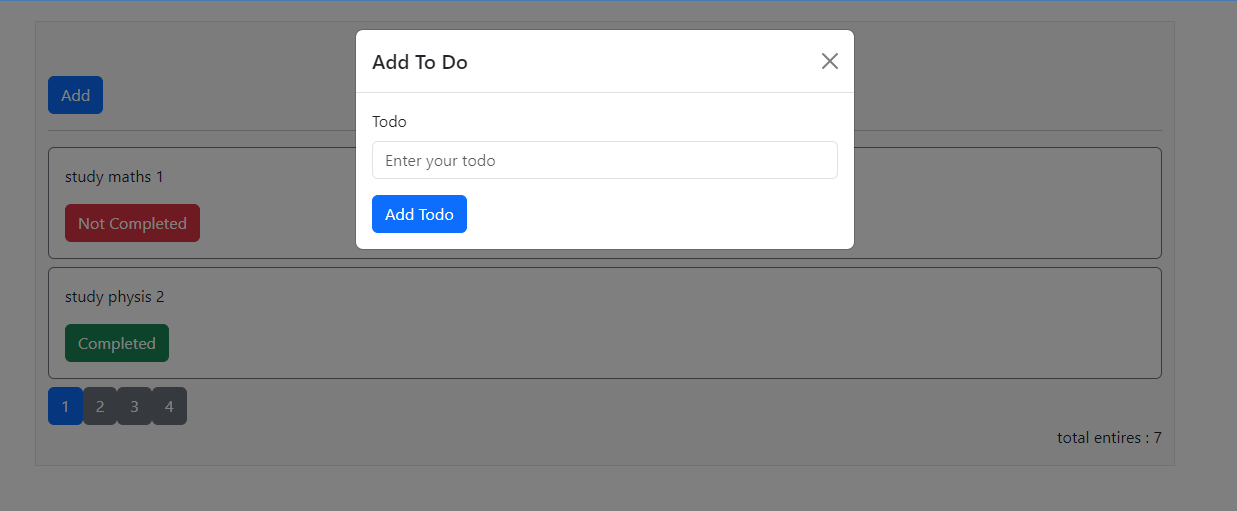 Add To Do
Todo
Enter your todo
Add Todo
Add
study maths 1
Not Completed
study physis 2
Completed
1 2 3 4
total entires : 7